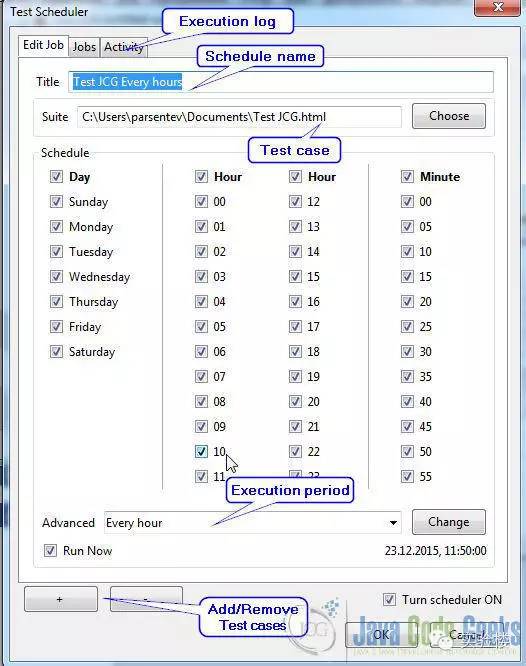 Test Scheduler
Execution log
Edit Job Jobs Activity
Schedule name
Title Test JCG Every hours
Suite C:\Users\parsentev\Documents\Test JCG.html Choose
Test case
Schedule
Day Hour Hour Minute
Sunday 00 12 00
Monday 01 13 05
Tuesday 02 14 10
Wednesday 03 15 15
Thursday 04 16 20
Friday 05 17 25
Saturday 06 18 30
07 19 35
08 20 40
09 21 45
10 22 50
11 23 55
Execution period
Advanced Every hour Change
Run Now 23.12.2015, 11:50:00
+ - Turn scheduler ON
Add/Remove
Test cases
JCG Java Code Geeks
OK Cancel